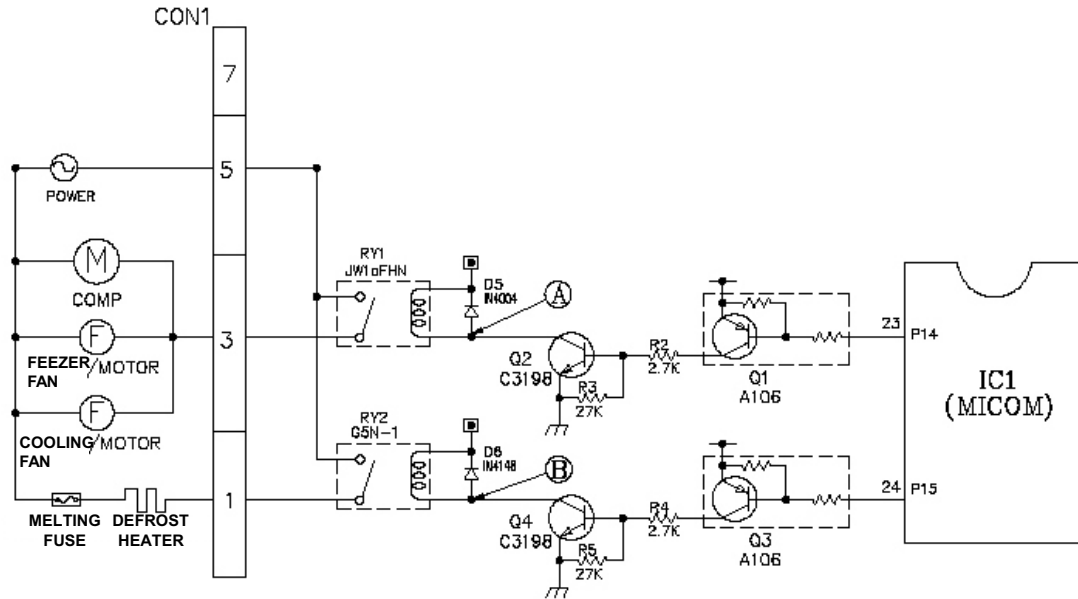 CON1
7
5
POWER
M
COMP
RY1
JW1aFHN
D5
IN4004
A
3
F
FEEZER
FAN
/MOTOR
Q2
C3198
R2
2.7K
R3
27K
Q1
A106
23
P14
IC1
(MICOM)
F
COOLING
FAN
/MOTOR
RY2
G5N-1
D6
IN4148
B
1
MELTING
FUSE
DEFROST
HEATER
Q4
C3198
R4
2.7K
R5
27K
Q3
A106
24
P15